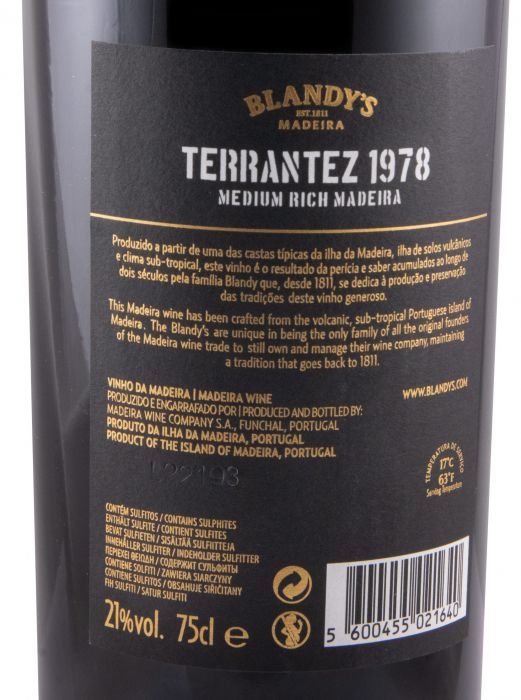 BLANDY'S
EST.1811
MADEIRA
TERRANTEZ 1978
MEDIUM RICH MADEIRA
Produzido a partir de uma das castas típicas da ilha da Madeira, ilha de solos vulcânicos
e clima sub-tropical, este vinho é o resultado da perícia e saber acumulados ao longo de
dois séculos pela família Blandy que, desde 1811, se dedica à produção e preservação
das tradições deste vinho generoso.
This Madeira wine has been crafted from the volcanic, sub-tropical Portuguese island of
Madeira. The Blandy's are unique in being the only family of all the original founders
of the Madeira wine trade to still own and manage their wine company, maintaining
a tradition that goes back to 1811.
VINHO DA MADEIRA | MADEIRA WINE
PRODUZIDO E ENGARRAFADO POR | PRODUCED AND BOTTLED BY:
MADEIRA WINE COMPANY S.A., FUNCHAL, PORTUGAL
PRODUTO DA ILHA DA MADEIRA, PORTUGAL
PRODUCT OF THE ISLAND OF MADEIRA, PORTUGAL
WWW.BLANDYS.COM
L22193
TEMPERATURA DE SERVIÇO
17°C
63°F
Serving Temperature
CONTÉM SULFITOS / CONTAINS SULPHITES
ENTHÄLT SULFITE / CONTIENT SULFITES
BEVAT SULFIETEN / SISÄLTÄÄ SULFIITTEJA
INNEHÅLLER SULFITER / INDEHOLDER SULFITTER
ΠΕΡΙΕΧΕΙ ΘΕΙΩΔΗ / СОДЕРЖИТ СУЛЬФИТЫ
CONTIENE SULFITI / ZAWIERA SIARCZYNY
CONTIENE SULFITOS / OBSAHUJE SIŘIČITANY
FIH SULFITI / SATUR SULFITI
21%vol. 75cl e
5 600455 021640